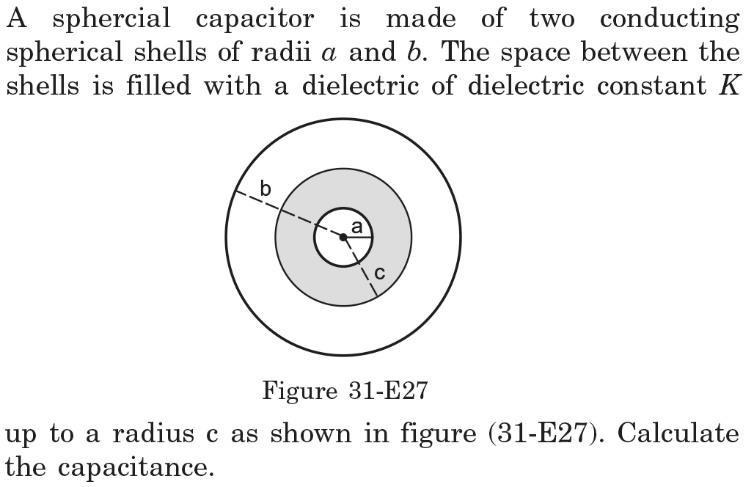 A sphercial capacitor is made of two conducting
spherical shells of radii a and b. The space between the
shells is filled with a dielectric of dielectric constant K
b
a
c
Figure 31-E27
up to a radius c as shown in figure (31-E27). Calculate
the capacitance.